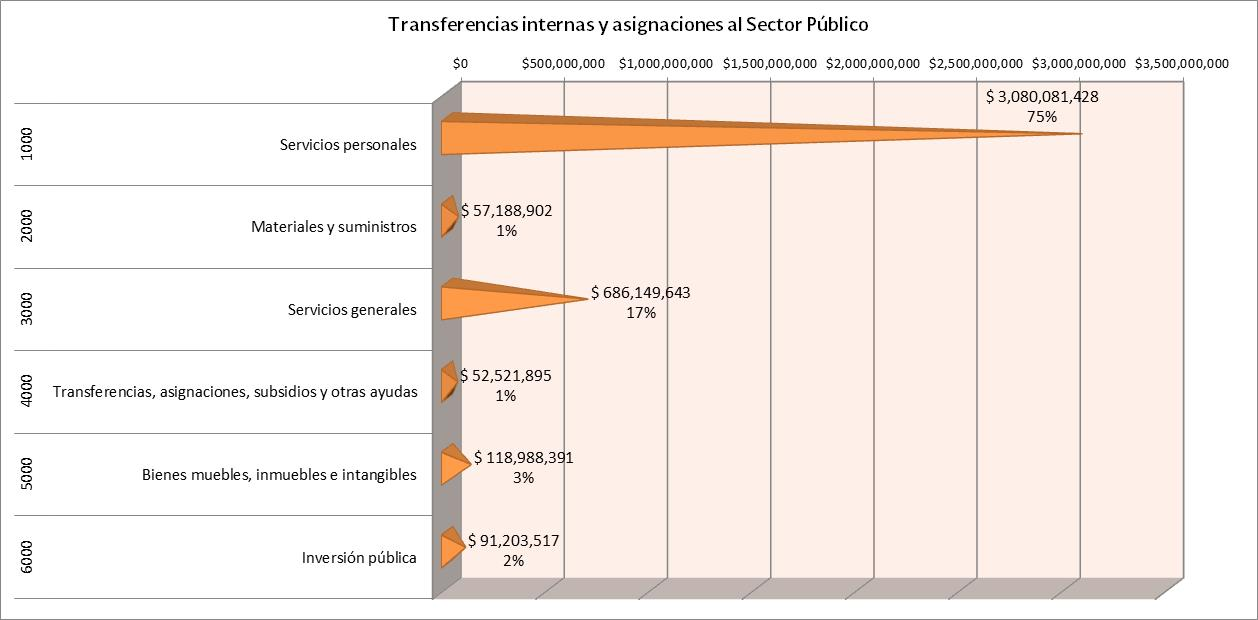 Transferencias internas y asignaciones al Sector Público
$0 $500,000,000 $1,000,000,000 $1,500,000,000 $2,000,000,000 $2,500,000,000 $3,000,000,000 $3,500,000,000
1000 Servicios personales
$ 3,080,081,428
75%
2000 Materiales y suministros
$ 57,188,902
1%
3000 Servicios generales
$ 686,149,643
17%
4000 Transferencias, asignaciones, subsidios y otras ayudas
$ 52,521,895
1%
5000 Bienes muebles, inmuebles e intangibles
$ 118,988,391
3%
6000 Inversión pública
$ 91,203,517
2%